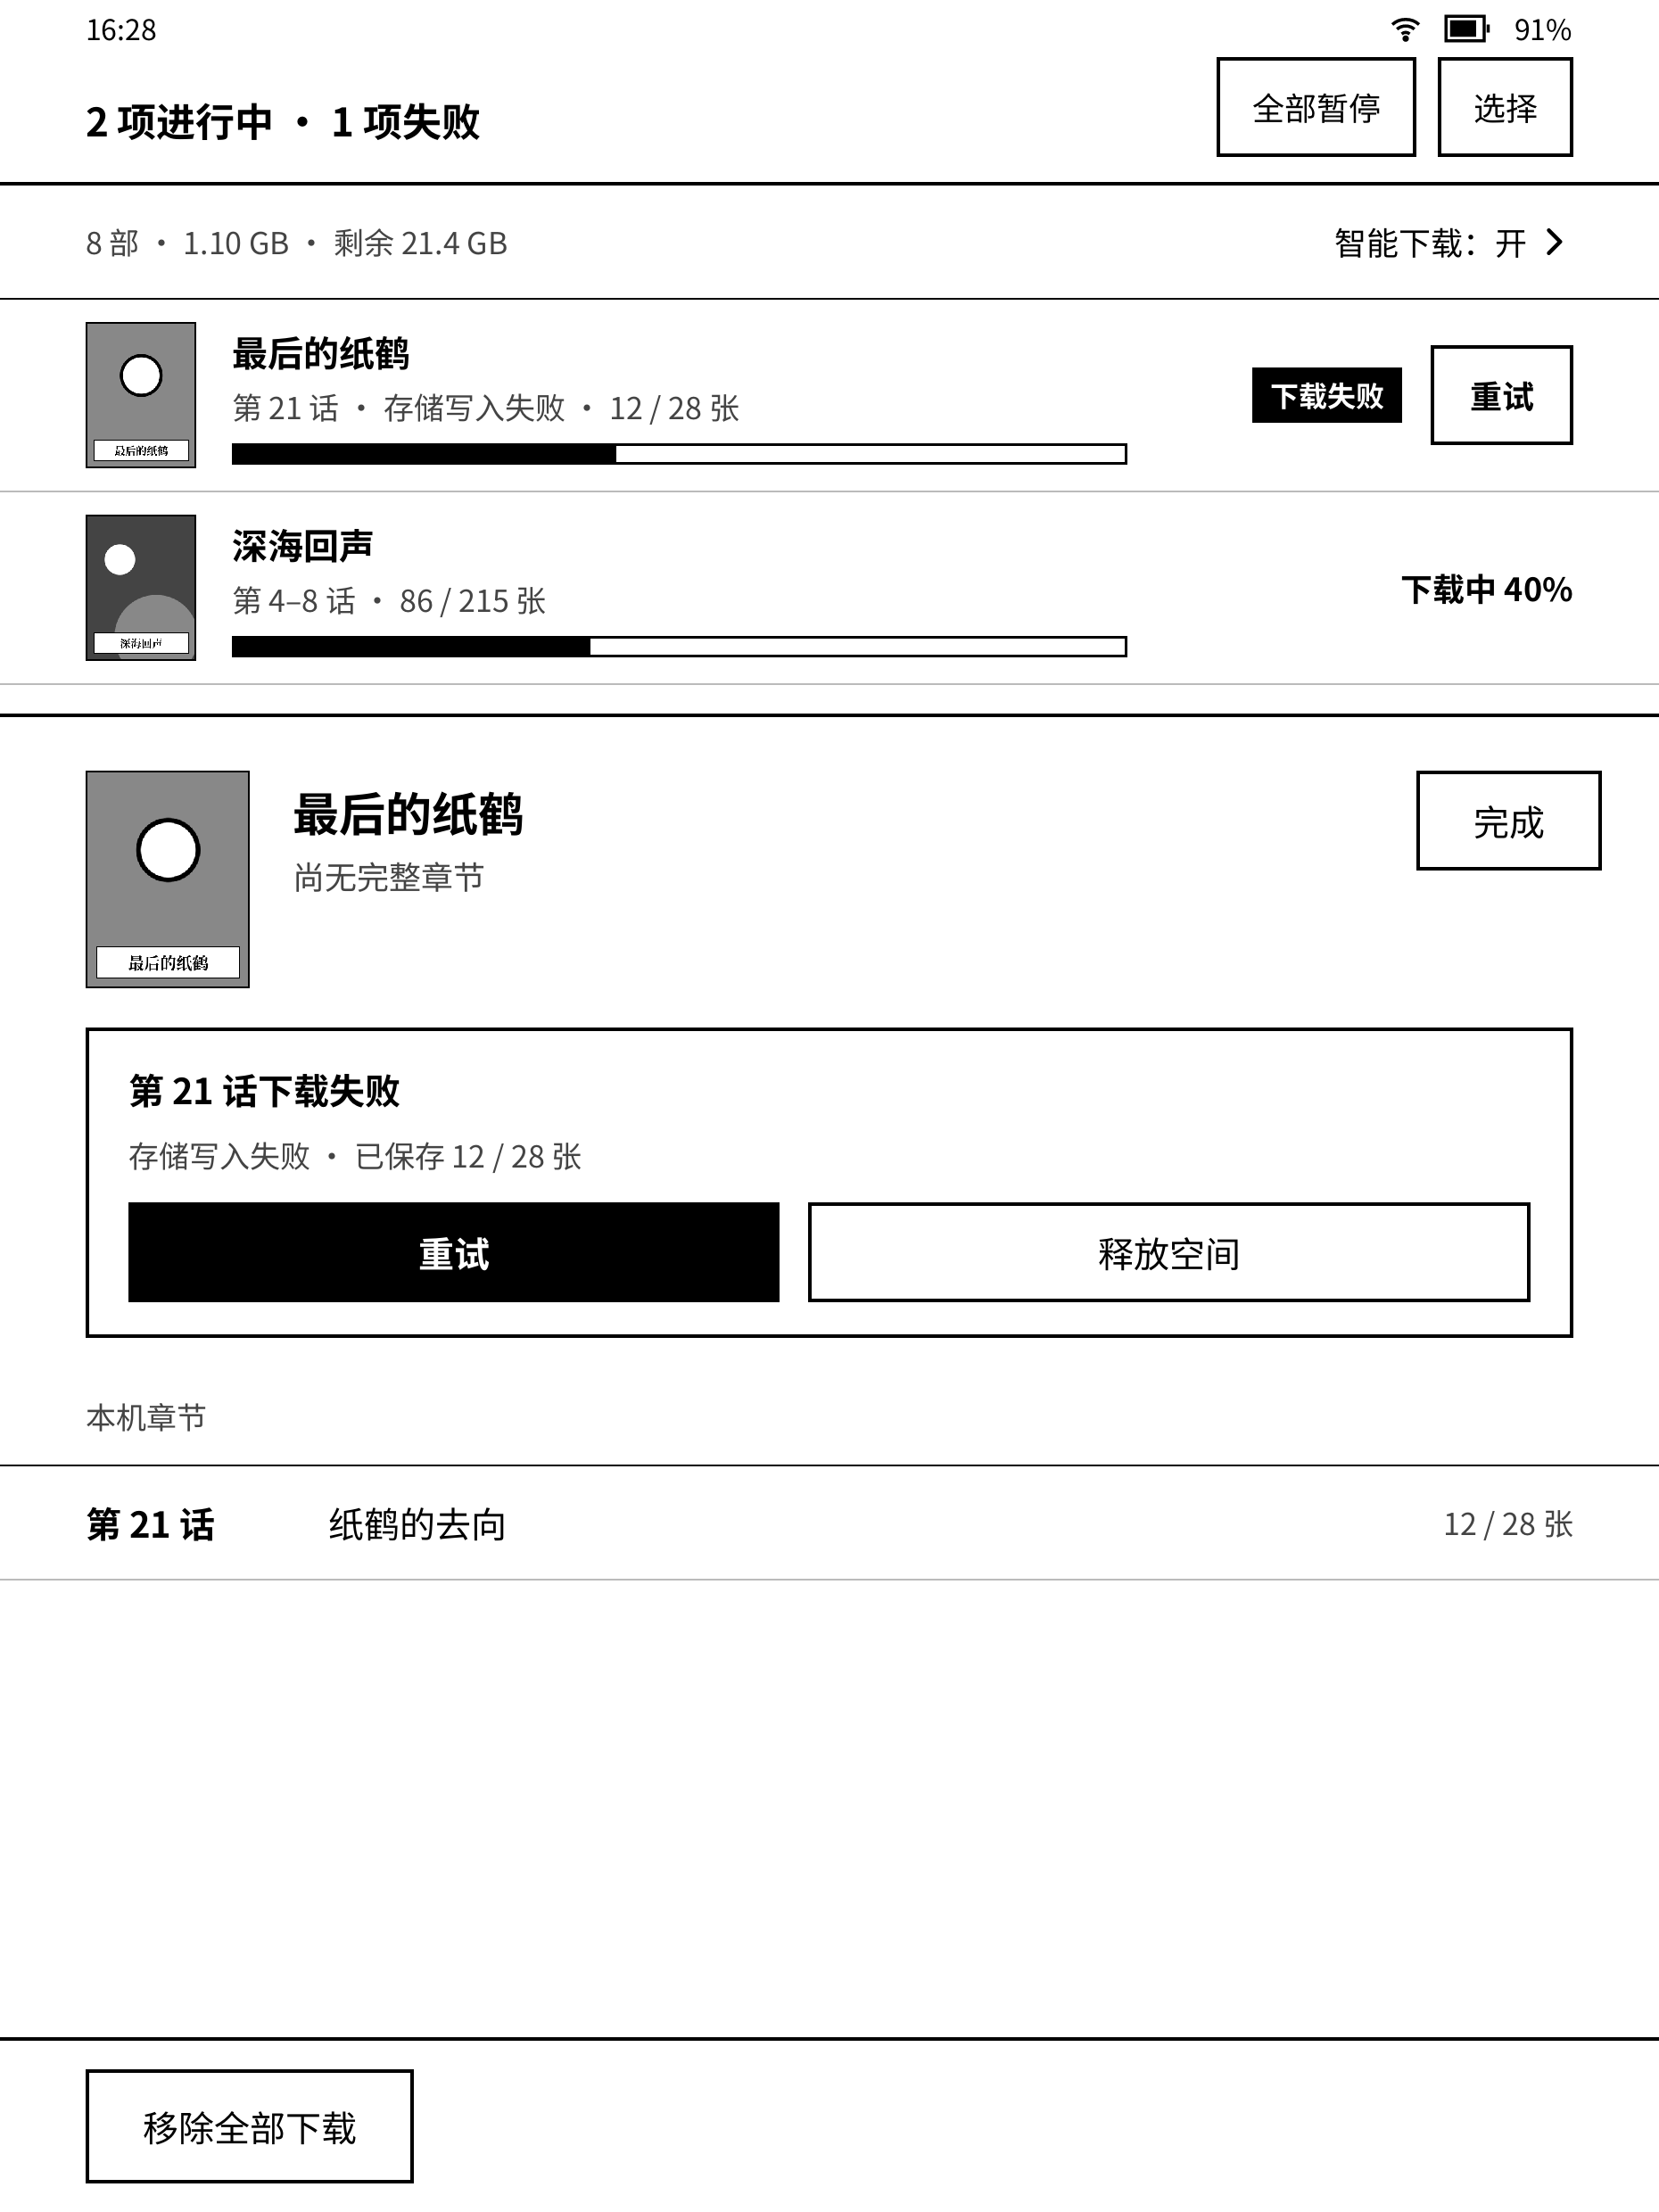 16:28
91%
2 项进行中 · 1 项失败
全部暂停
选择
8 部 · 1.10 GB · 剩余 21.4 GB
智能下载：开
最后的纸鹤
最后的纸鹤
第 21 话 · 存储写入失败 · 12 / 28 张
下载失败
重试
深海回声
深海回声
第 4–8 话 · 86 / 215 张
下载中 40%
最后的纸鹤
最后的纸鹤
尚无完整章节
完成
第 21 话下载失败
存储写入失败 · 已保存 12 / 28 张
重试
释放空间
本机章节
第 21 话
纸鹤的去向
12 / 28 张
移除全部下载